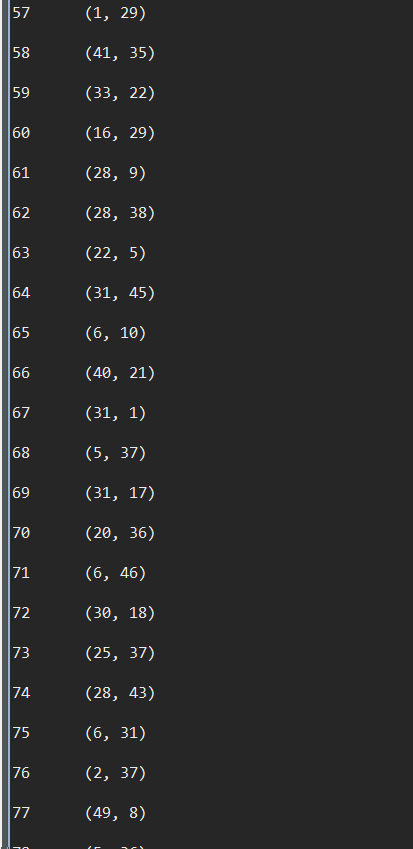 57 (1, 29)
58 (41, 35)
59 (33, 22)
60 (16, 29)
61 (28, 9)
62 (28, 38)
63 (22, 5)
64 (31, 45)
65 (6, 10)
66 (40, 21)
67 (31, 1)
68 (5, 37)
69 (31, 17)
70 (20, 36)
71 (6, 46)
72 (30, 18)
73 (25, 37)
74 (28, 43)
75 (6, 31)
76 (2, 37)
77 (49, 8)